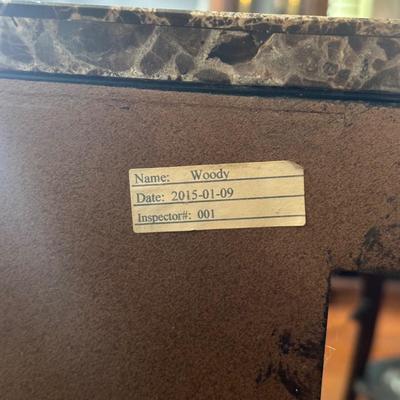 Name: Woody
Date: 2015-01-09
Inspector#: 001